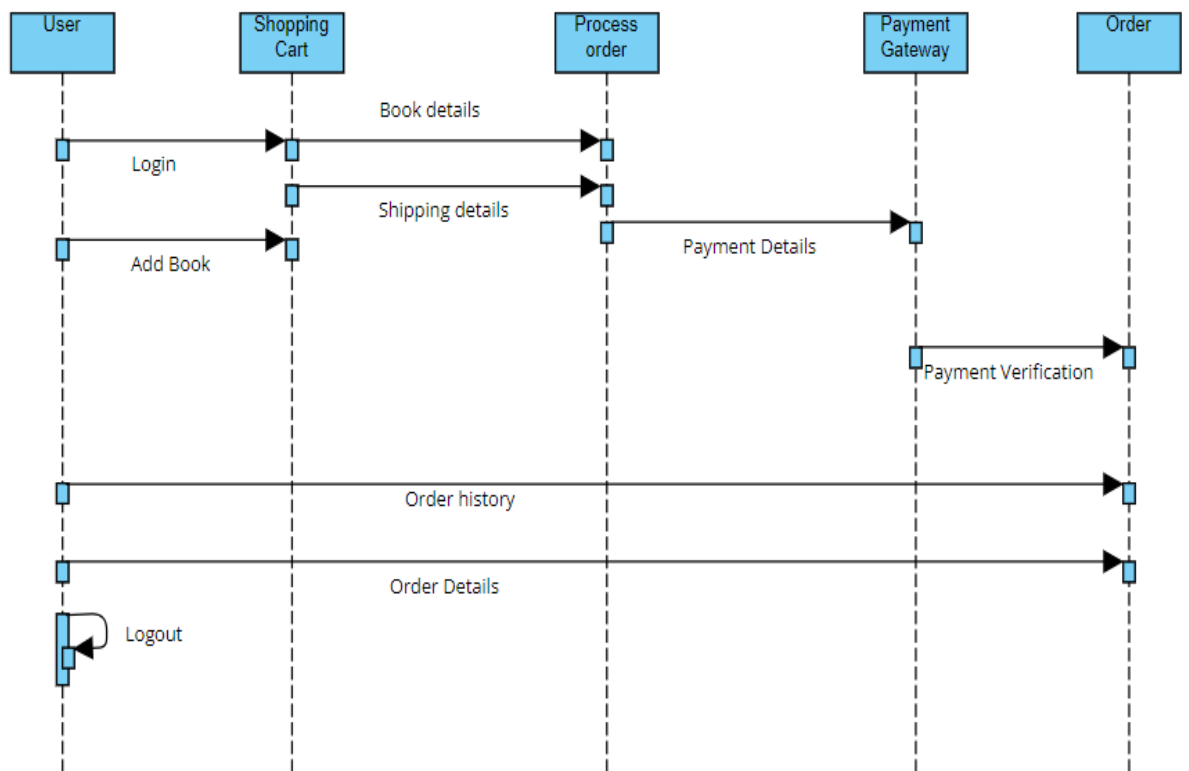 User
Shopping
Cart
Process
order
Payment
Gateway
Order
Book details
Login
Shipping details
Payment Details
Add Book
Payment Verification
Order history
Order Details
Logout